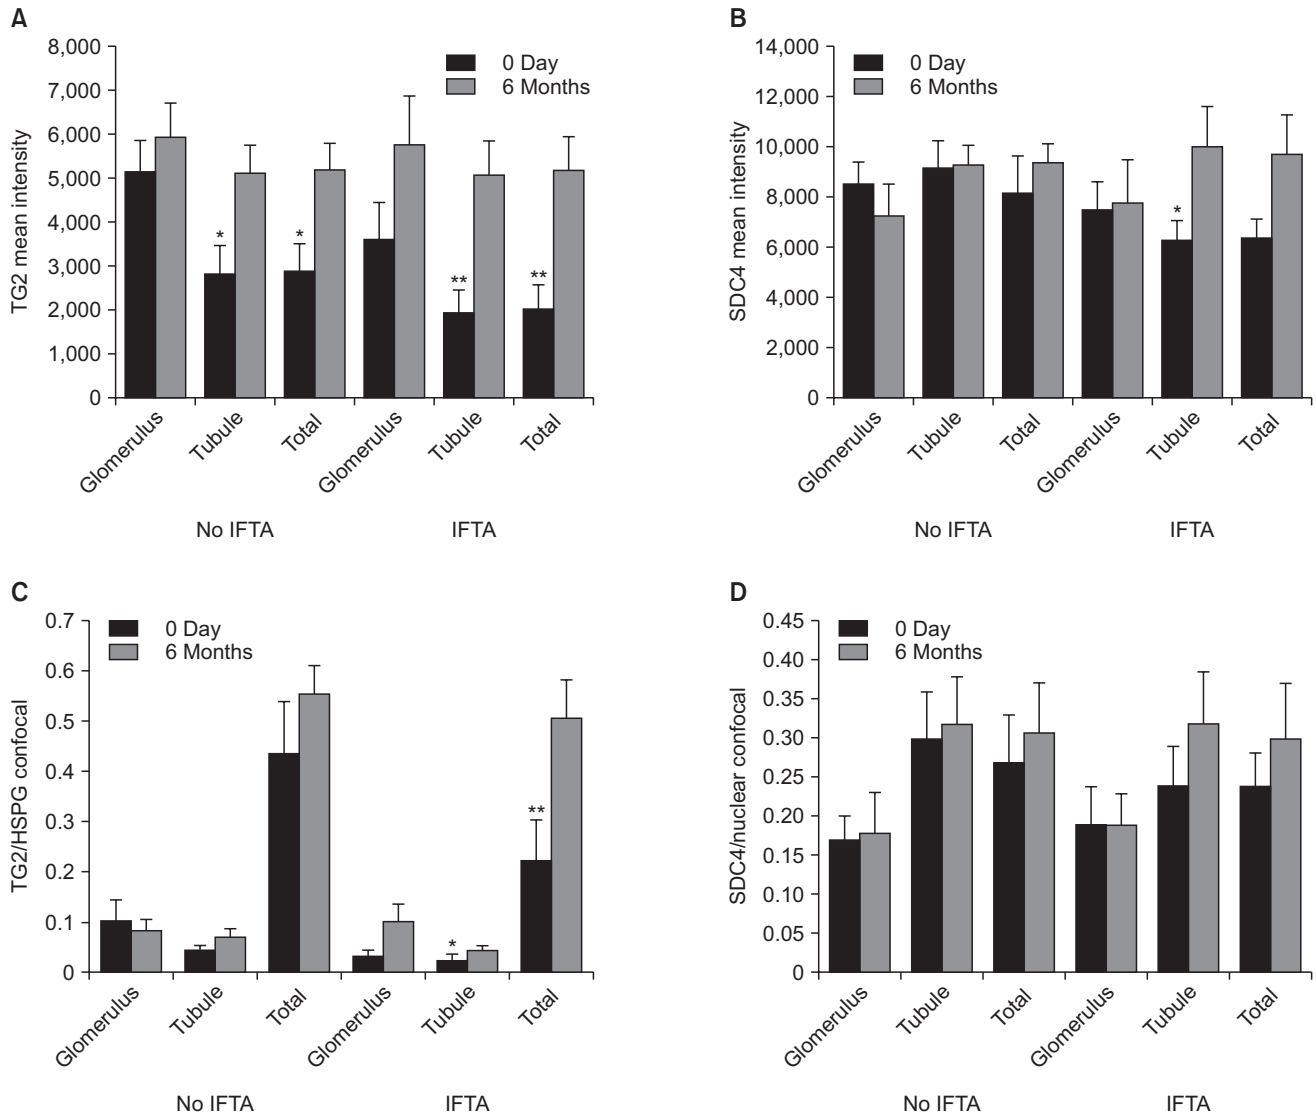 A
TG2 mean intensity
8,000
7,000
6,000
5,000
4,000
3,000
2,000
1,000
0
0 Day
6 Months
*
*
**
**
Glomerulus
Tubule
Total
Glomerulus
Tubule
Total
No IFTA
IFTA
B
SDC4 mean intensity
14,000
12,000
10,000
8,000
6,000
4,000
2,000
0
0 Day
6 Months
*
Glomerulus
Tubule
Total
Glomerulus
Tubule
Total
No IFTA
IFTA
C
TG2/HSPG confocal
0.7
0.6
0.5
0.4
0.3
0.2
0.1
0
0 Day
6 Months
*
**
Glomerulus
Tubule
Total
Glomerulus
Tubule
Total
No IFTA
IFTA
D
SDC4/nuclear confocal
0.45
0.40
0.35
0.30
0.25
0.20
0.15
0.10
0.05
0
0 Day
6 Months
Glomerulus
Tubule
Total
Glomerulus
Tubule
Total
No IFTA
IFTA